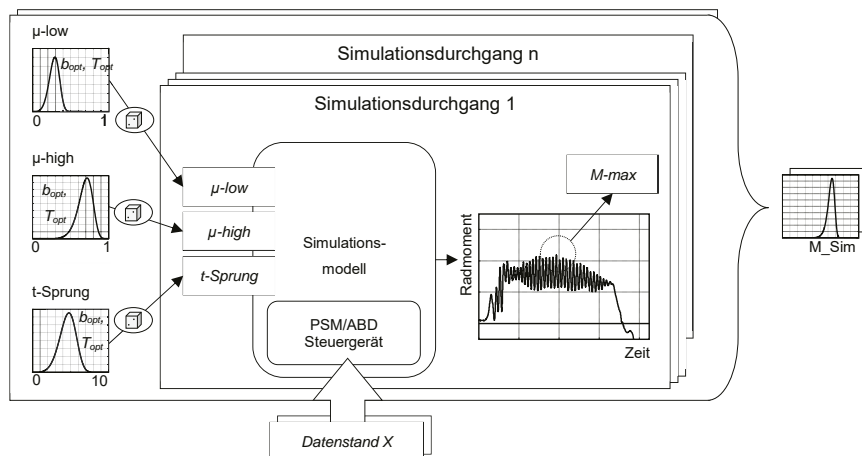 µ-low
b_opt, T_opt
0 1
µ-high
b_opt,
T_opt
0 1
t-Sprung
b_opt,
T_opt
0 10
Simulationsdurchgang n
Simulationsdurchgang 1
µ-low
µ-high
t-Sprung
Simulations-
modell
PSM/ABD
Steuergerät
Datenstand X
M-max
Radmoment
Zeit
M_Sim